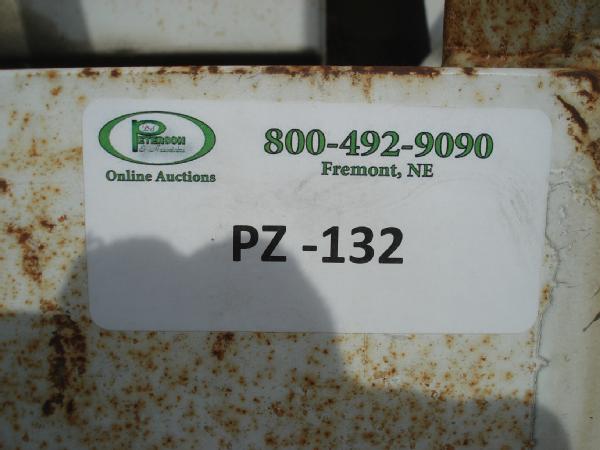 PETERSON
Online Auctions
800-492-9090
Fremont, NE
PZ -132